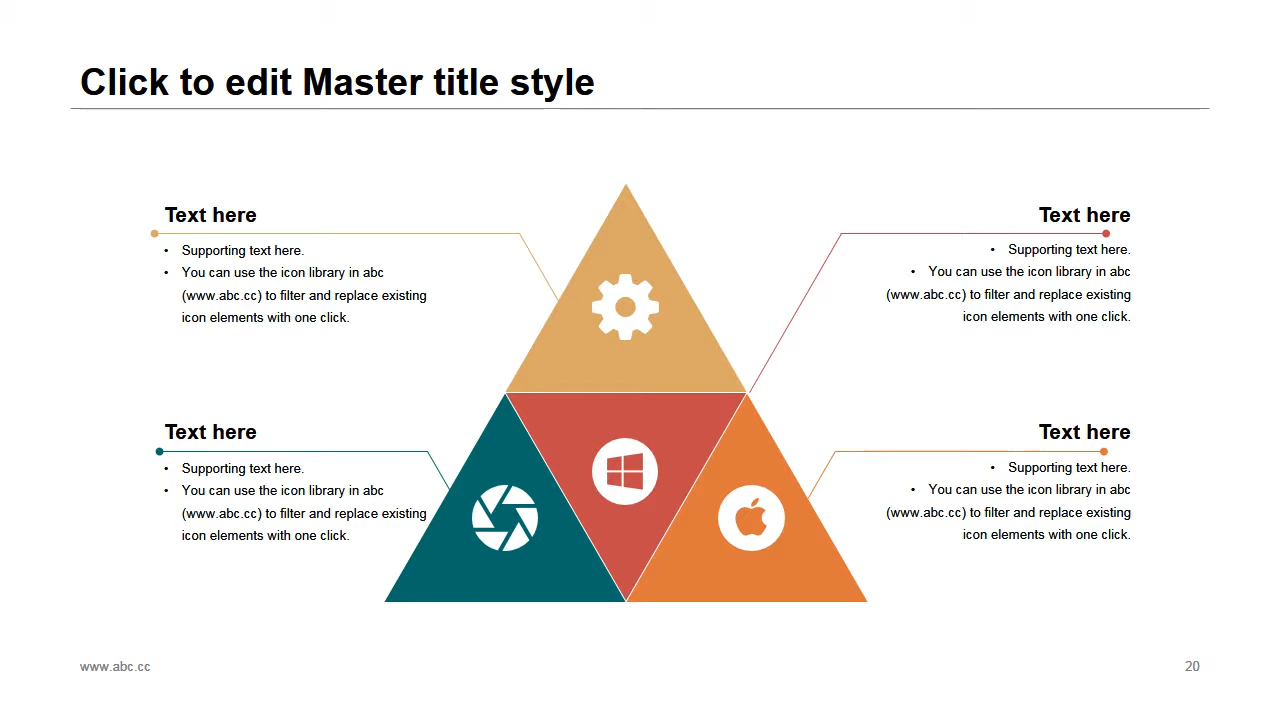 Click to edit Master title style
Text here
• Supporting text here.
• You can use the icon library in abc
(www.abc.cc) to filter and replace existing
icon elements with one click.
Text here
• Supporting text here.
• You can use the icon library in abc
(www.abc.cc) to filter and replace existing
icon elements with one click.
Text here
• Supporting text here.
• You can use the icon library in abc
(www.abc.cc) to filter and replace existing
icon elements with one click.
Text here
• Supporting text here.
• You can use the icon library in abc
(www.abc.cc) to filter and replace existing
icon elements with one click.
www.abc.cc
20